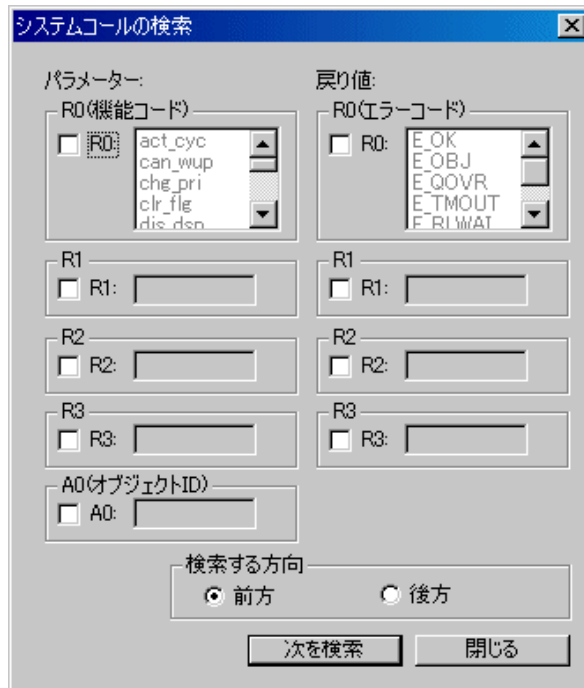 システムコールの検索
パラメーター:
R0(機能コード)
R0:
act_cyc
can_wup
chg_pri
clr_flg
dis_dsp
R1
R1:
R2
R2:
R3
R3:
A0(オブジェクトID)
A0:
戻り値:
R0(エラーコード)
R0:
E_OK
E_OBJ
E_QOVR
E_TMOUT
E_RLWAI
R1
R1:
R2
R2:
R3
R3:
検索する方向
前方
後方
次を検索
閉じる